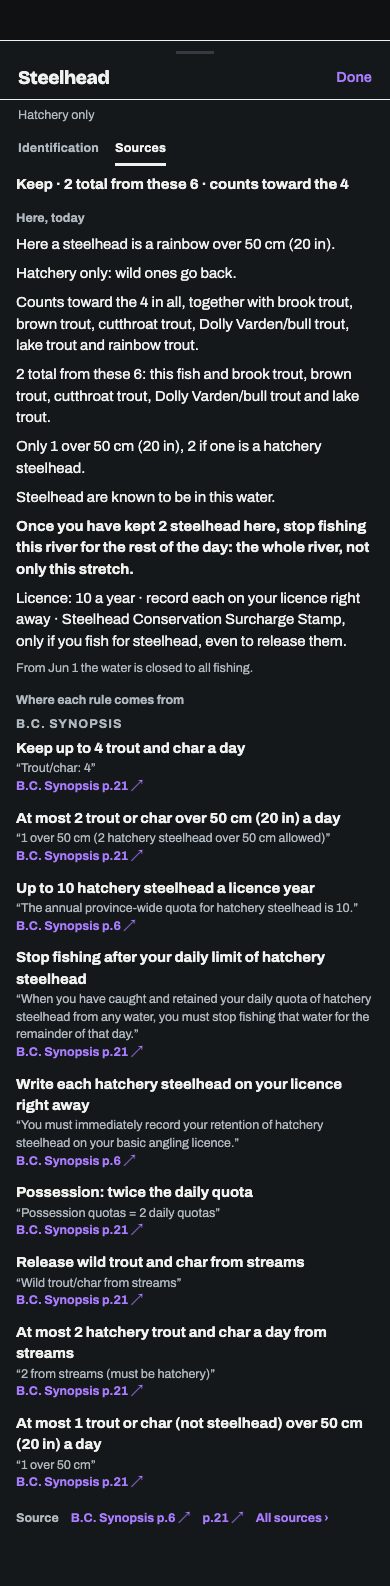 Steelhead
Done
Hatchery only
Identification
Sources
Keep · 2 total from these 6 · counts toward the 4
Here, today
Here a steelhead is a rainbow over 50 cm (20 in).
Hatchery only: wild ones go back.
Counts toward the 4 in all, together with brook trout,
brown trout, cutthroat trout, Dolly Varden/bull trout,
lake trout and rainbow trout.
2 total from these 6: this fish and brook trout, brown
trout, cutthroat trout, Dolly Varden/bull trout and lake
trout.
Only 1 over 50 cm (20 in), 2 if one is a hatchery
steelhead.
Steelhead are known to be in this water.
Once you have kept 2 steelhead here, stop fishing
this river for the rest of the day: the whole river, not
only this stretch.
Licence: 10 a year · record each on your licence right
away · Steelhead Conservation Surcharge Stamp,
only if you fish for steelhead, even to release them.
From Jun 1 the water is closed to all fishing.
Where each rule comes from
B.C. SYNOPSIS
Keep up to 4 trout and char a day
“Trout/char: 4”
B.C. Synopsis p.21 ↗
At most 2 trout or char over 50 cm (20 in) a day
“1 over 50 cm (2 hatchery steelhead over 50 cm allowed)”
B.C. Synopsis p.21 ↗
Up to 10 hatchery steelhead a licence year
“The annual province-wide quota for hatchery steelhead is 10.”
B.C. Synopsis p.6 ↗
Stop fishing after your daily limit of hatchery
steelhead
“When you have caught and retained your daily quota of hatchery
steelhead from any water, you must stop fishing that water for the
remainder of that day.”
B.C. Synopsis p.21 ↗
Write each hatchery steelhead on your licence
right away
“You must immediately record your retention of hatchery
steelhead on your basic angling licence.”
B.C. Synopsis p.6 ↗
Possession: twice the daily quota
“Possession quotas = 2 daily quotas”
B.C. Synopsis p.21 ↗
Release wild trout and char from streams
“Wild trout/char from streams”
B.C. Synopsis p.21 ↗
At most 2 hatchery trout and char a day from
streams
“2 from streams (must be hatchery)”
B.C. Synopsis p.21 ↗
At most 1 trout or char (not steelhead) over 50 cm
(20 in) a day
“1 over 50 cm”
B.C. Synopsis p.21 ↗
Source B.C. Synopsis p.6 ↗ p.21 ↗ All sources ›